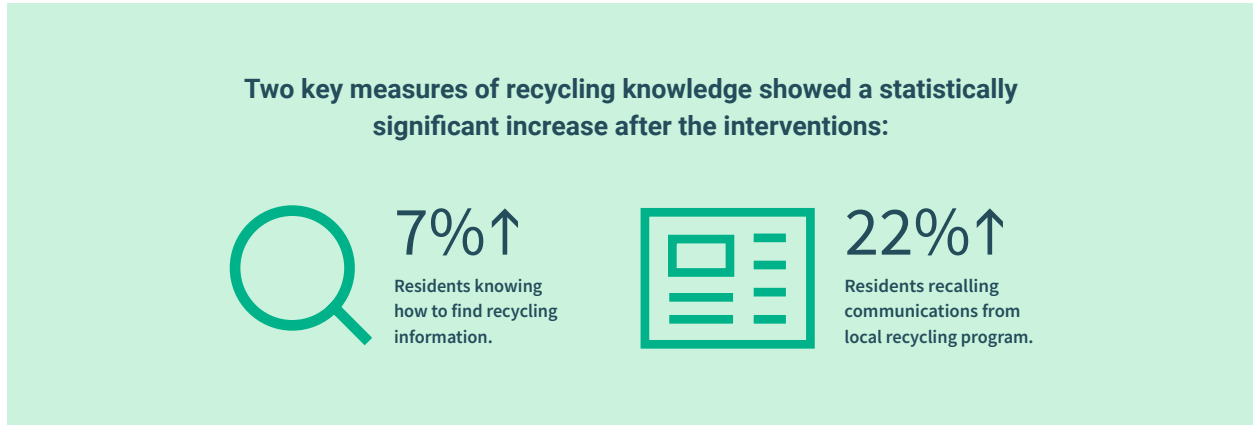 Two key measures of recycling knowledge showed a statistically
significant increase after the interventions:
7%↑
Residents knowing
how to find recycling
information.
22%↑
Residents recalling
communications from
local recycling program.